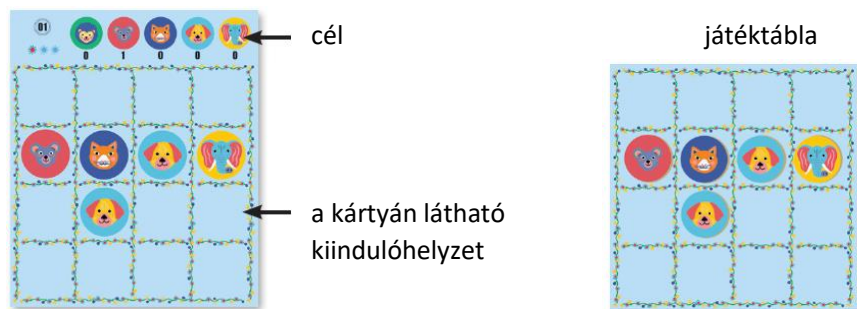 01
0 1 0 0 0
cél
játéktábla
a kártyán látható
kiindulóhelyzet